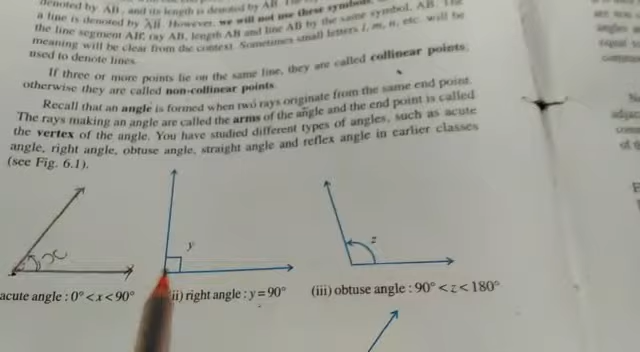 denoted by AB, and its length is denoted by AB. The
a line is denoted by AB. However, we will not use these symbols,
the line segment AB, ray AB, length AB and line AB by the same symbol, AB. The
meaning will be clear from the context. Sometimes small letters l, m, n, etc. will be
used to denote lines.
If three or more points lie on the same line, they are called collinear points;
otherwise they are called non-collinear points.
Recall that an angle is formed when two rays originate from the same end point.
The rays making an angle are called the arms of the angle and the end point is called
the vertex of the angle. You have studied different types of angles, such as acute
angle, right angle, obtuse angle, straight angle and reflex angle in earlier classes
(see Fig. 6.1).
x
y
z
acute angle : 0° < x < 90°
ii) right angle : y = 90°
(iii) obtuse angle : 90° < z < 180°